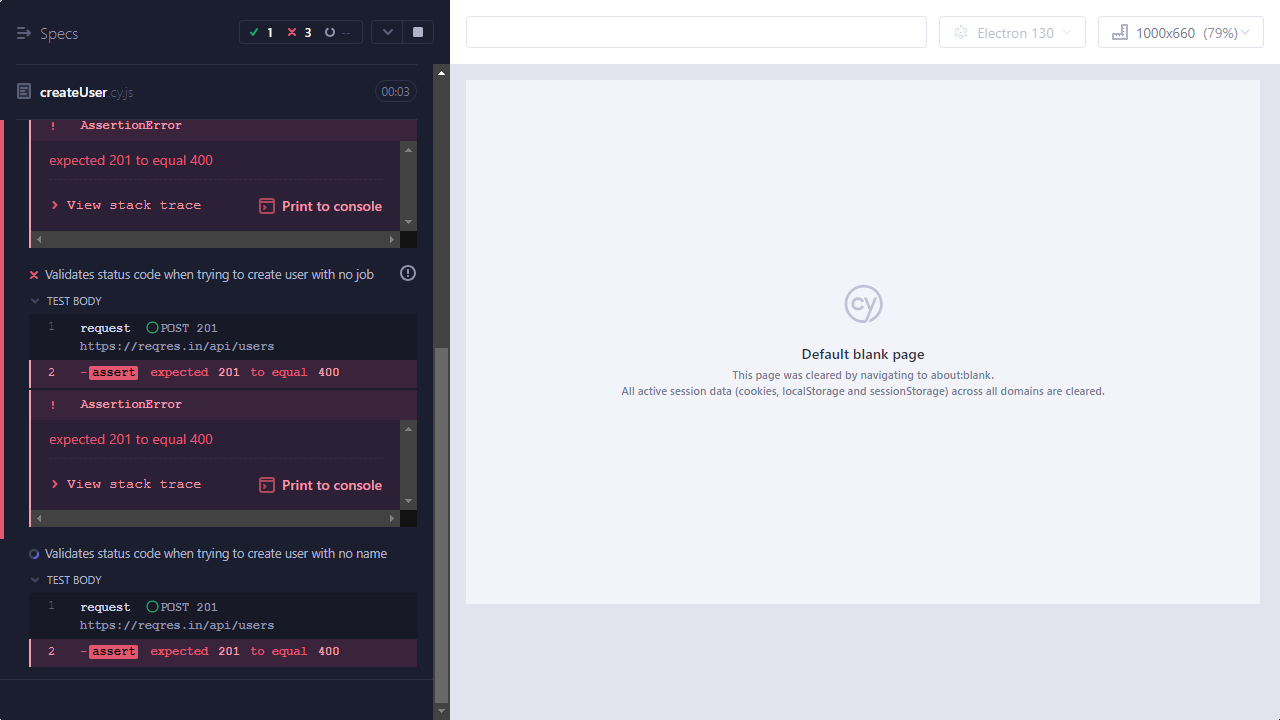 Specs
1
3
--
Electron 130
1000x660 (79%)
createUser.cy.js
00:03
! AssertionError
expected 201 to equal 400
View stack trace
Print to console
Validates status code when trying to create user with no job
TEST BODY
1 request POST 201
https://reqres.in/api/users
2 -assert expected 201 to equal 400
! AssertionError
expected 201 to equal 400
View stack trace
Print to console
Validates status code when trying to create user with no name
TEST BODY
1 request POST 201
https://reqres.in/api/users
2 -assert expected 201 to equal 400
cy
Default blank page
This page was cleared by navigating to about:blank.
All active session data (cookies, localStorage and sessionStorage) across all domains are cleared.